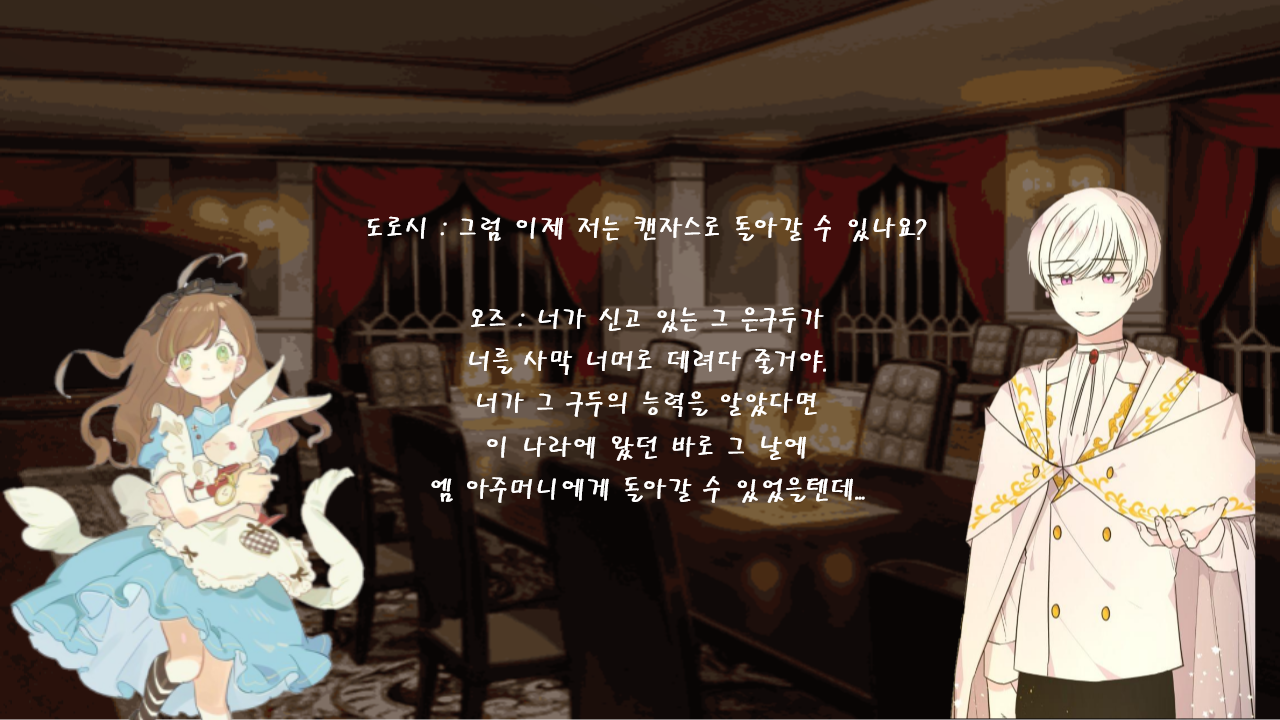 도로시 : 그럼 이제 저는 캔자스로 돌아갈 수 있나요?
오즈 : 너가 신고 있는 그 은구두가
너를 사막 너머로 데려다 줄거야.
너가 그 구두의 능력을 알았다면
이 나라에 왔던 바로 그 날에
엠 아주머니에게 돌아갈 수 있었을텐데...